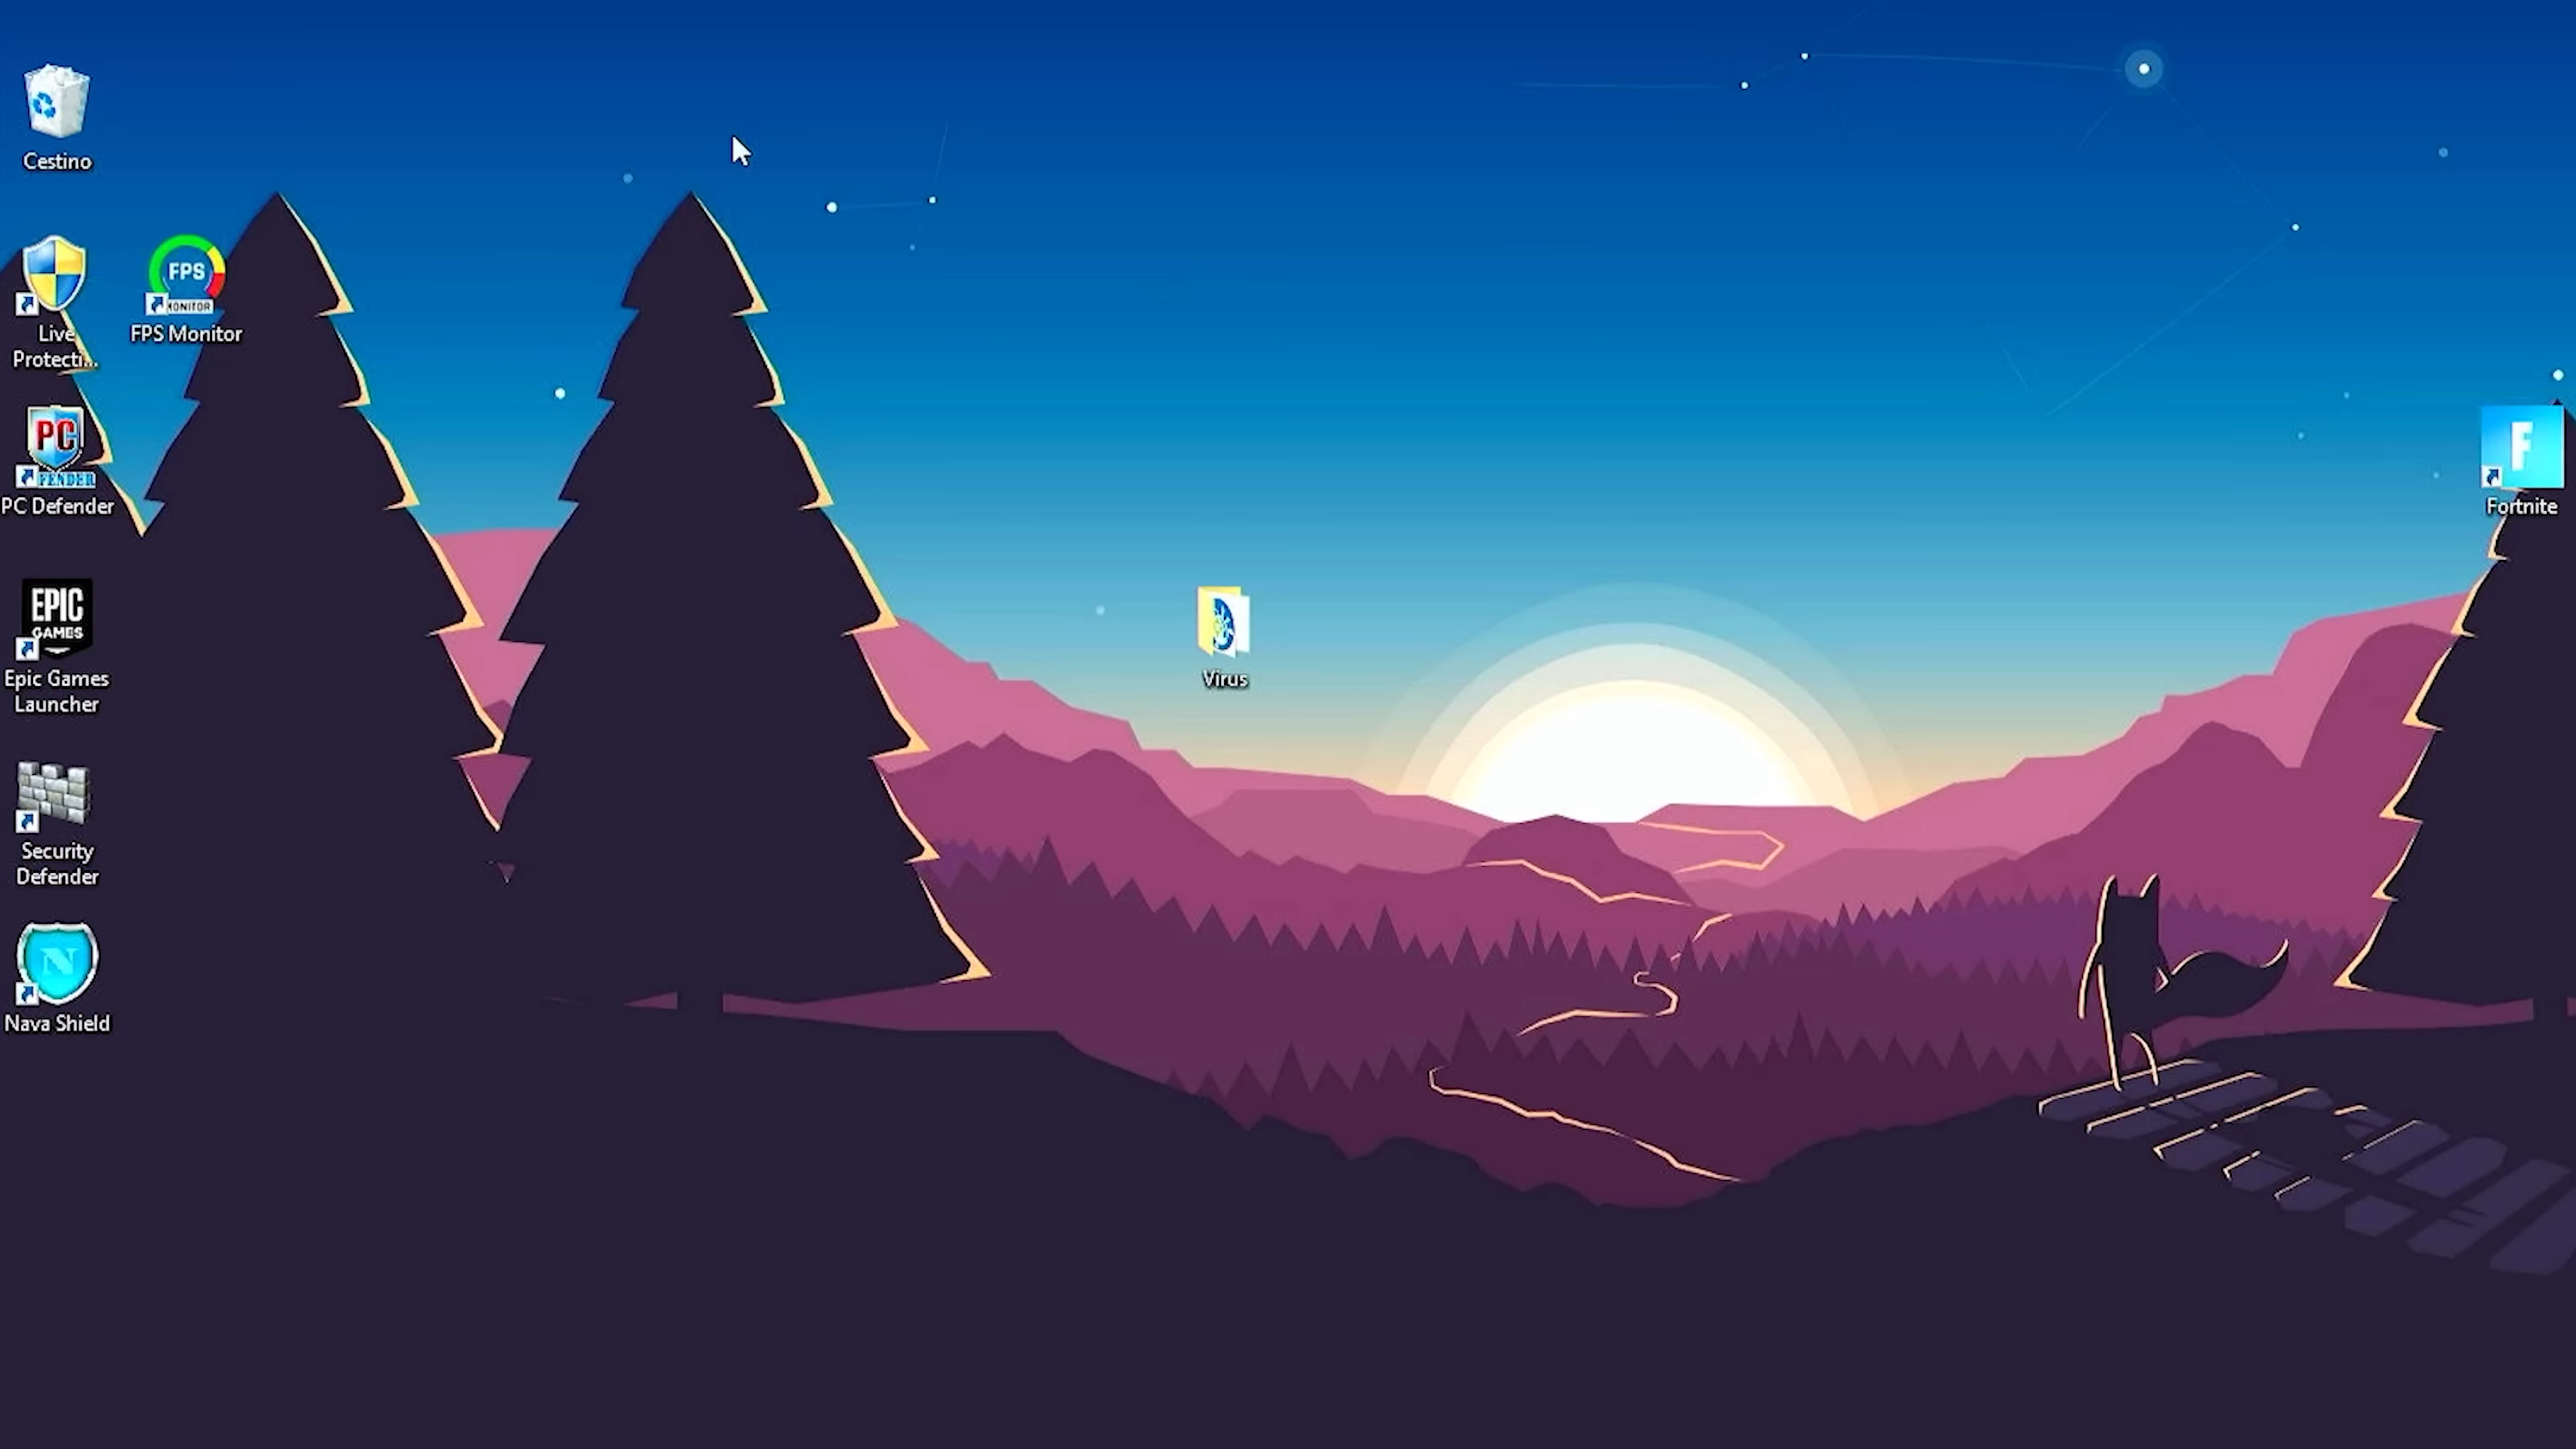 Cestino
Live
Protecti...
FPS
MONITOR
FPS Monitor
PC
FENDER
PC Defender
EPIC
GAMES
Epic Games
Launcher
Security
Defender
N
Nava Shield
Virus
F
Fortnite